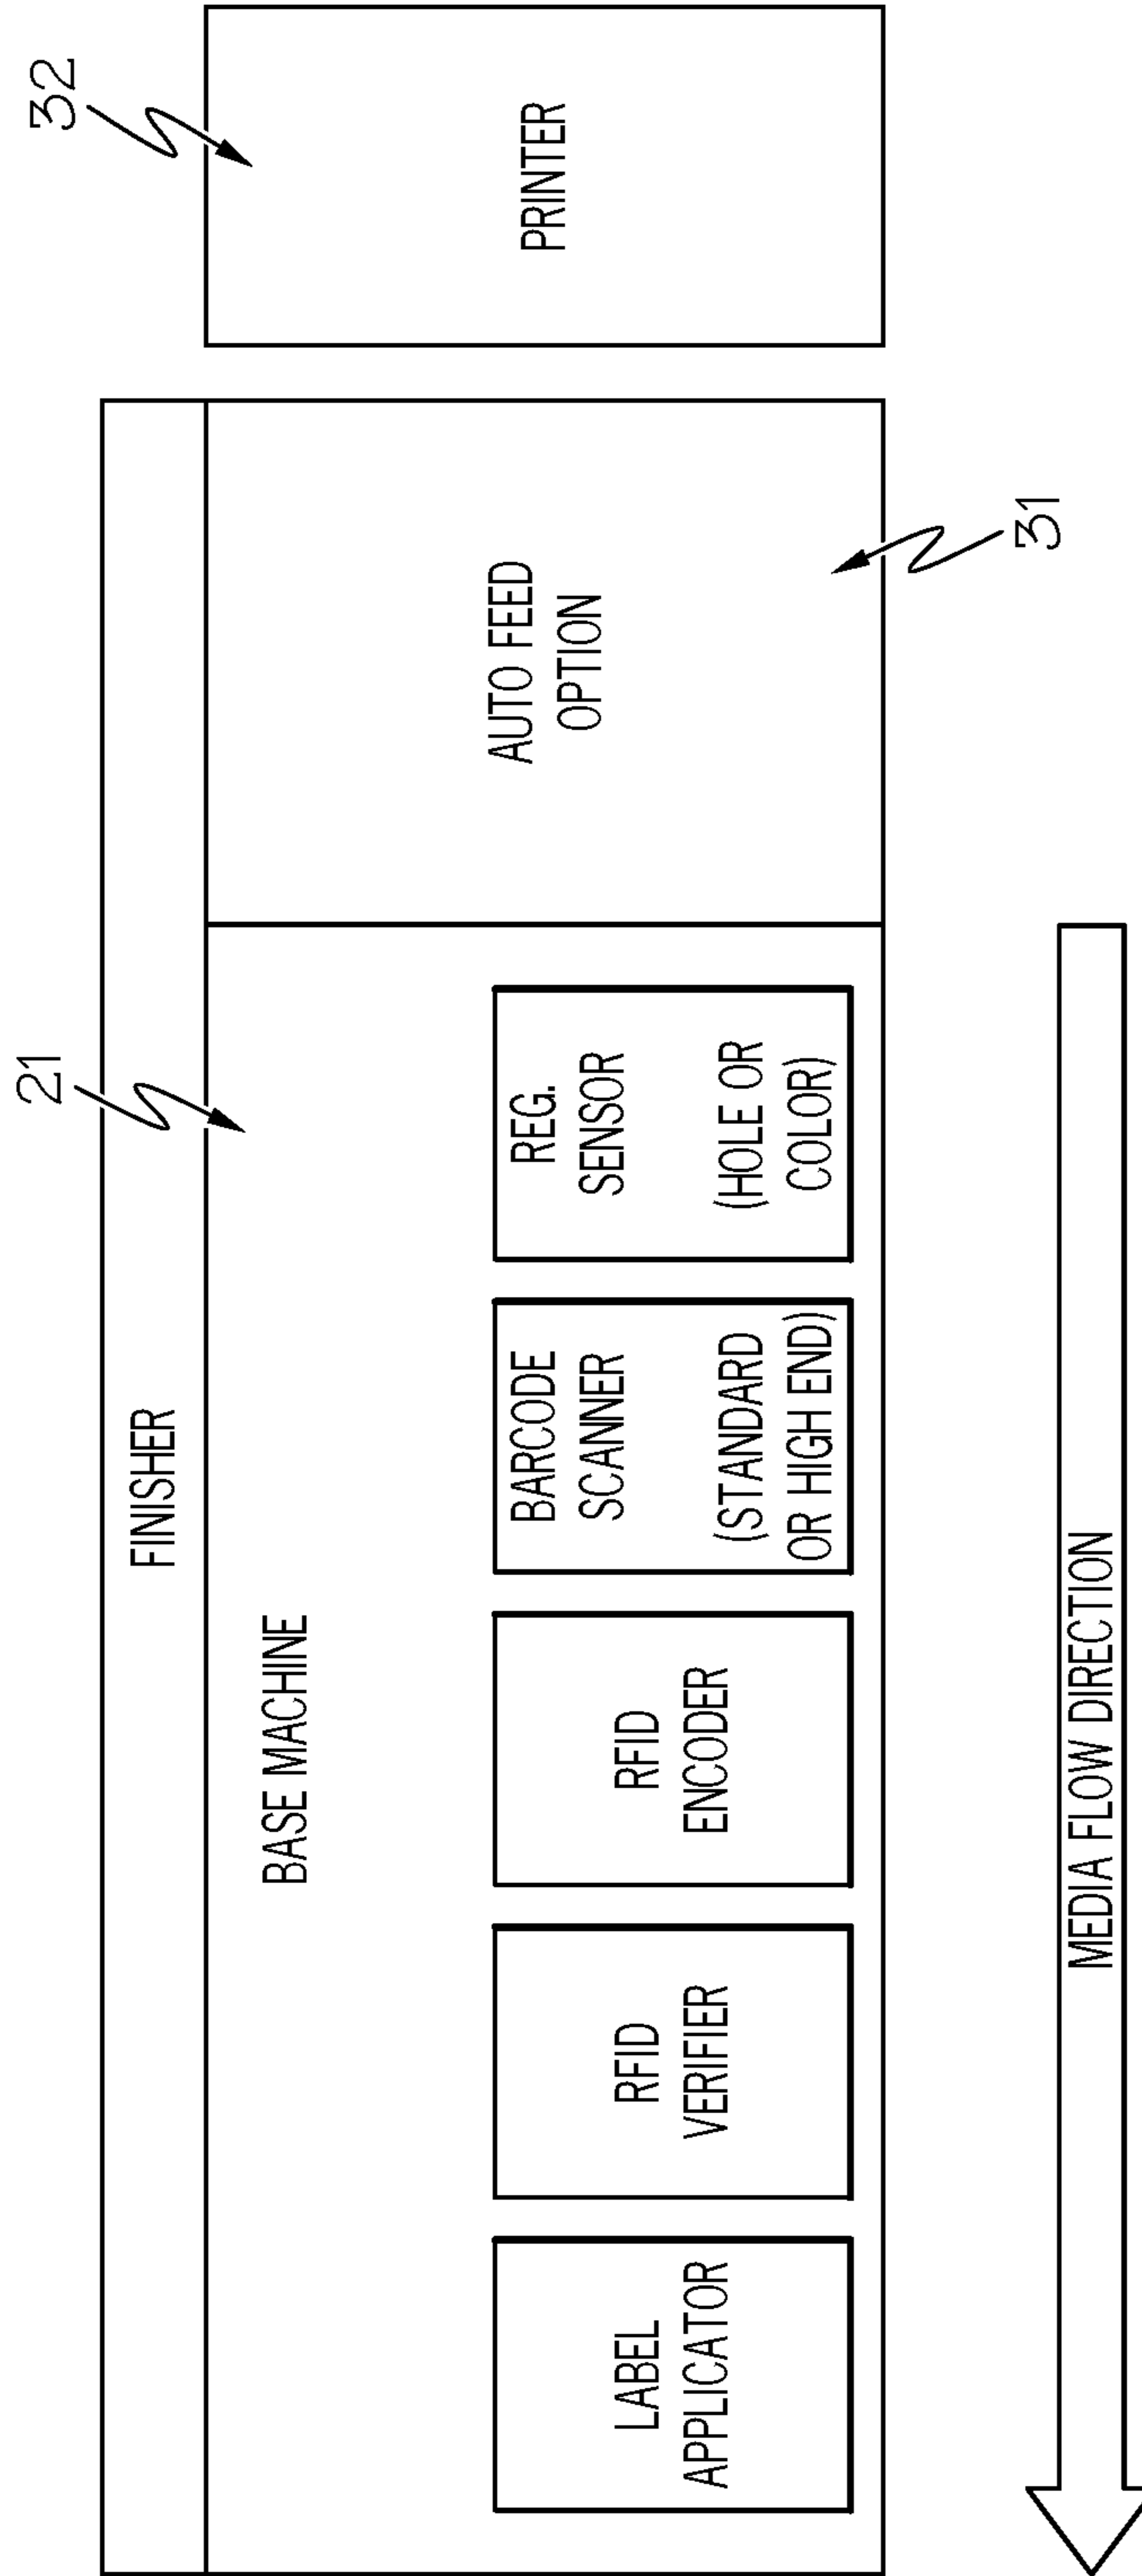 FINISHER
21
32
BASE MACHINE
LABEL
APPLICATOR
RFID
VERIFIER
RFID
ENCODER
BARCODE
SCANNER
(STANDARD
OR HIGH END)
REG.
SENSOR
(HOLE OR
COLOR)
AUTO FEED
OPTION
PRINTER
31
MEDIA FLOW DIRECTION